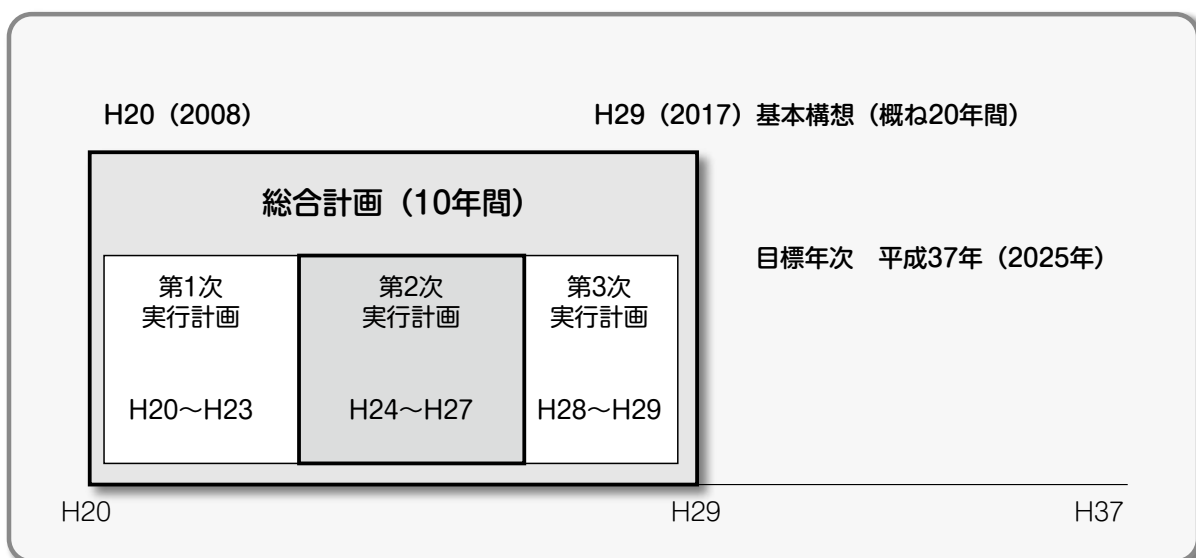 H20（2008）
H29（2017）基本構想（概ね20年間）
総合計画（10年間）
目標年次　平成37年（2025年）
第1次
実行計画
H20～H23
第2次
実行計画
H24～H27
第3次
実行計画
H28～H29
H20
H29
H37